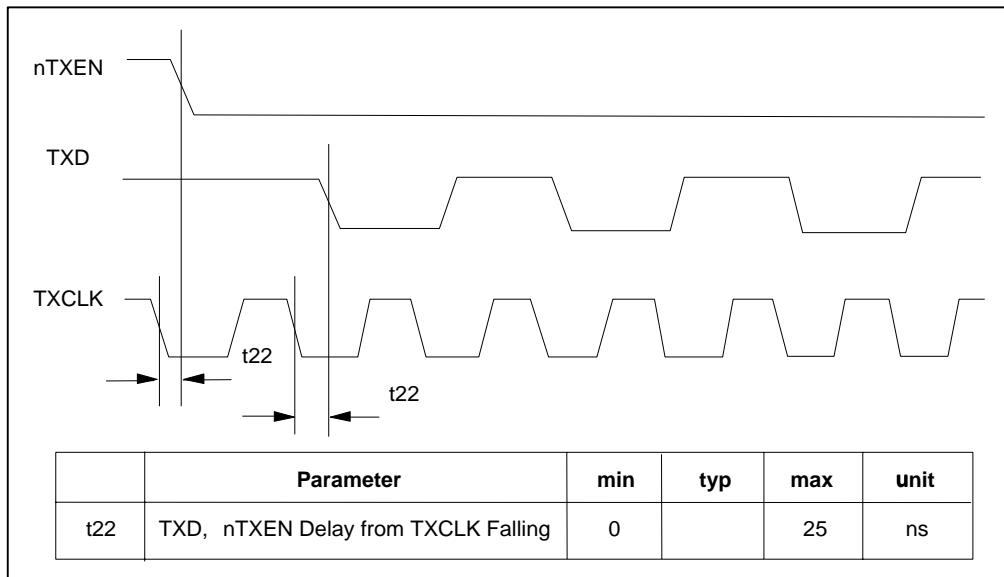 nTXEN
TXD
TXCLK
t22
t22
Parameter min typ max unit
t22 TXD, nTXEN Delay from TXCLK Falling 0 25 ns